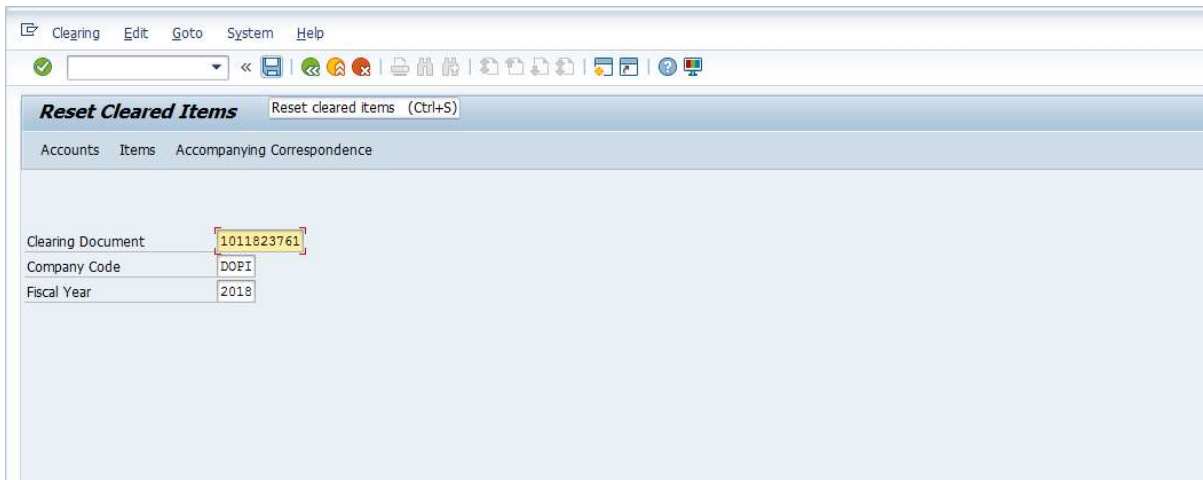 Clearing Edit Goto System Help
Reset Cleared Items Reset cleared items (Ctrl+S)
Accounts Items Accompanying Correspondence
Clearing Document 1011823761
Company Code DOPI
Fiscal Year 2018